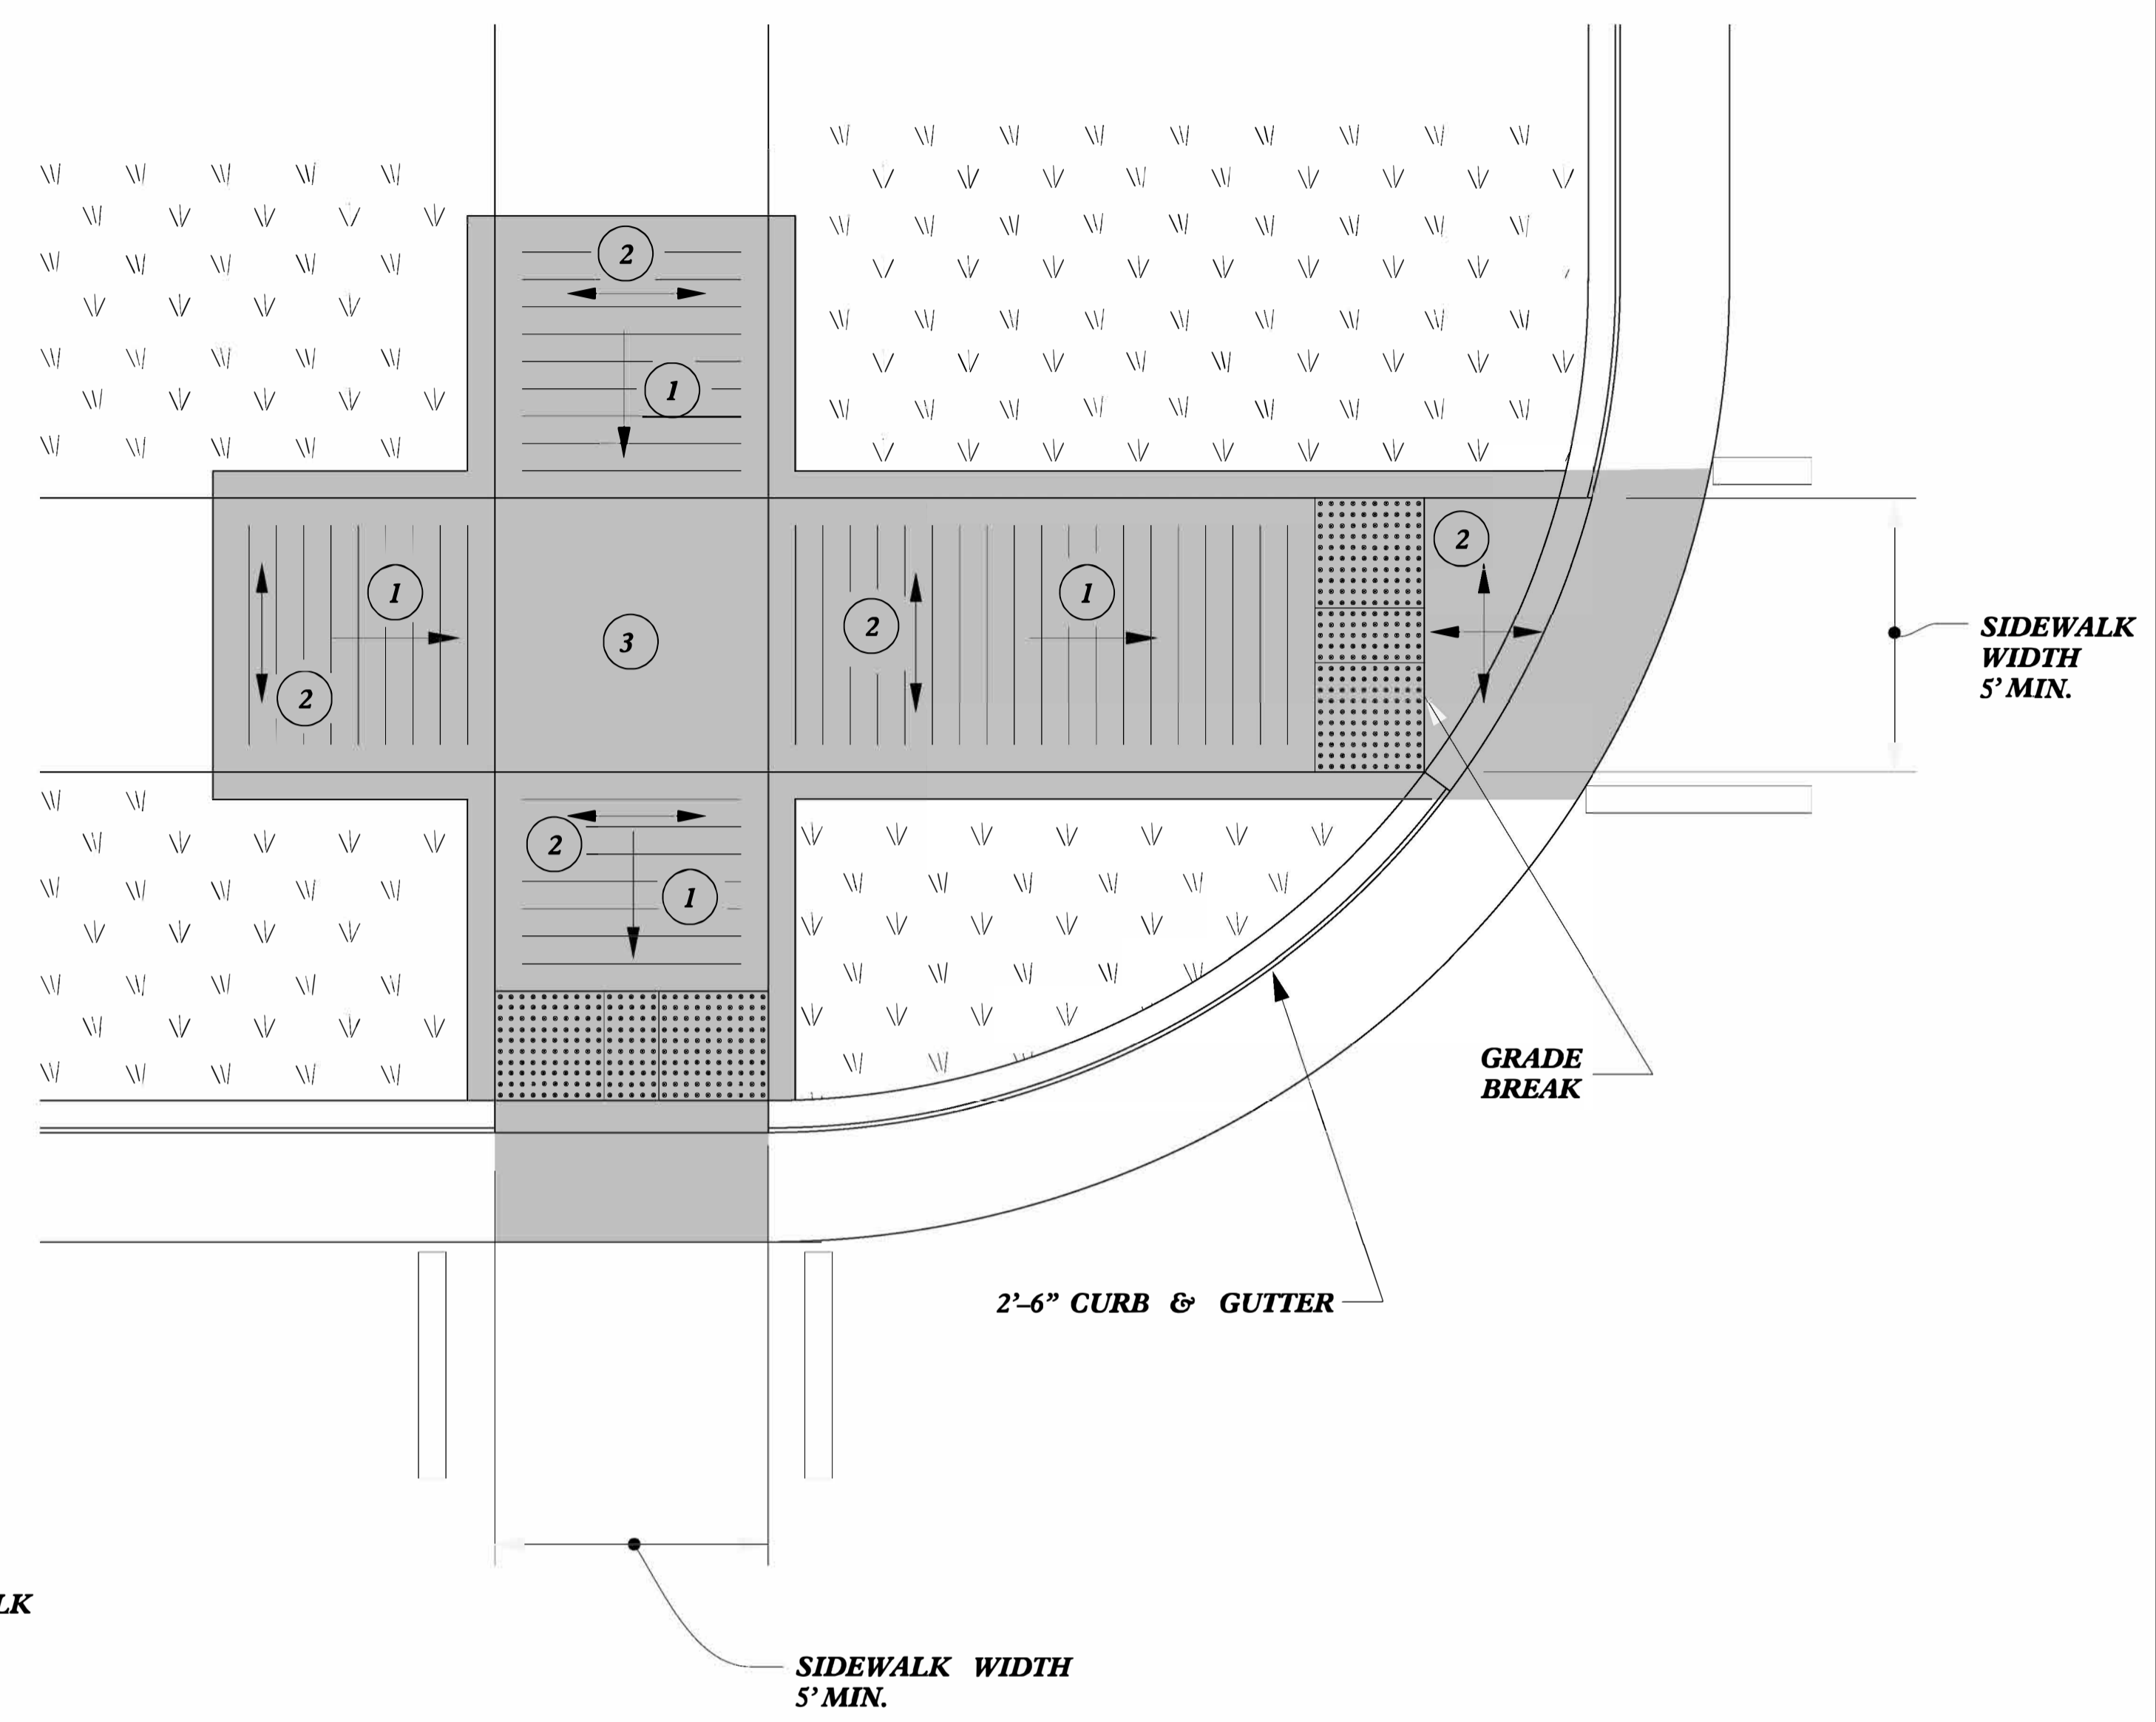 2
1
2
1
2
3
2
1
SIDEWALK
WIDTH
5' MIN.
2
1
GRADE
BREAK
2'–6” CURB & GUTTER
LK
SIDEWALK WIDTH
5' MIN.